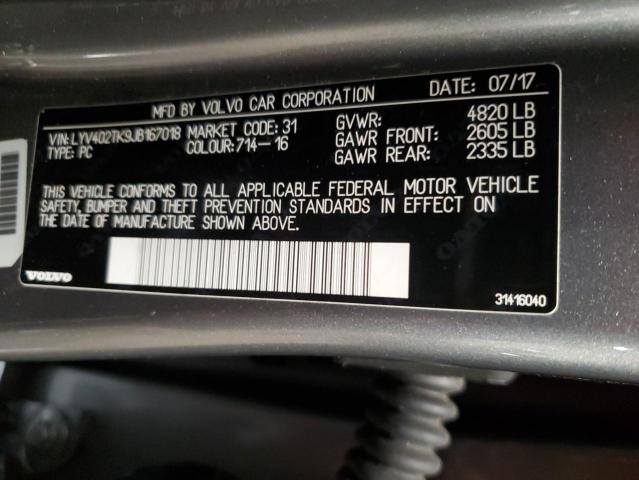 MFD BY VOLVO CAR CORPORATION DATE: 07/17
VIN: LYV402TK9JB167018 MARKET CODE: 31 GVWR: 4820 LB
TYPE: PC COLOUR: 714-16 GAWR FRONT: 2605 LB
GAWR REAR: 2335 LB
THIS VEHICLE CONFORMS TO ALL APPLICABLE FEDERAL MOTOR VEHICLE
SAFETY, BUMPER AND THEFT PREVENTION STANDARDS IN EFFECT ON
THE DATE OF MANUFACTURE SHOWN ABOVE.
VOLVO 31416040